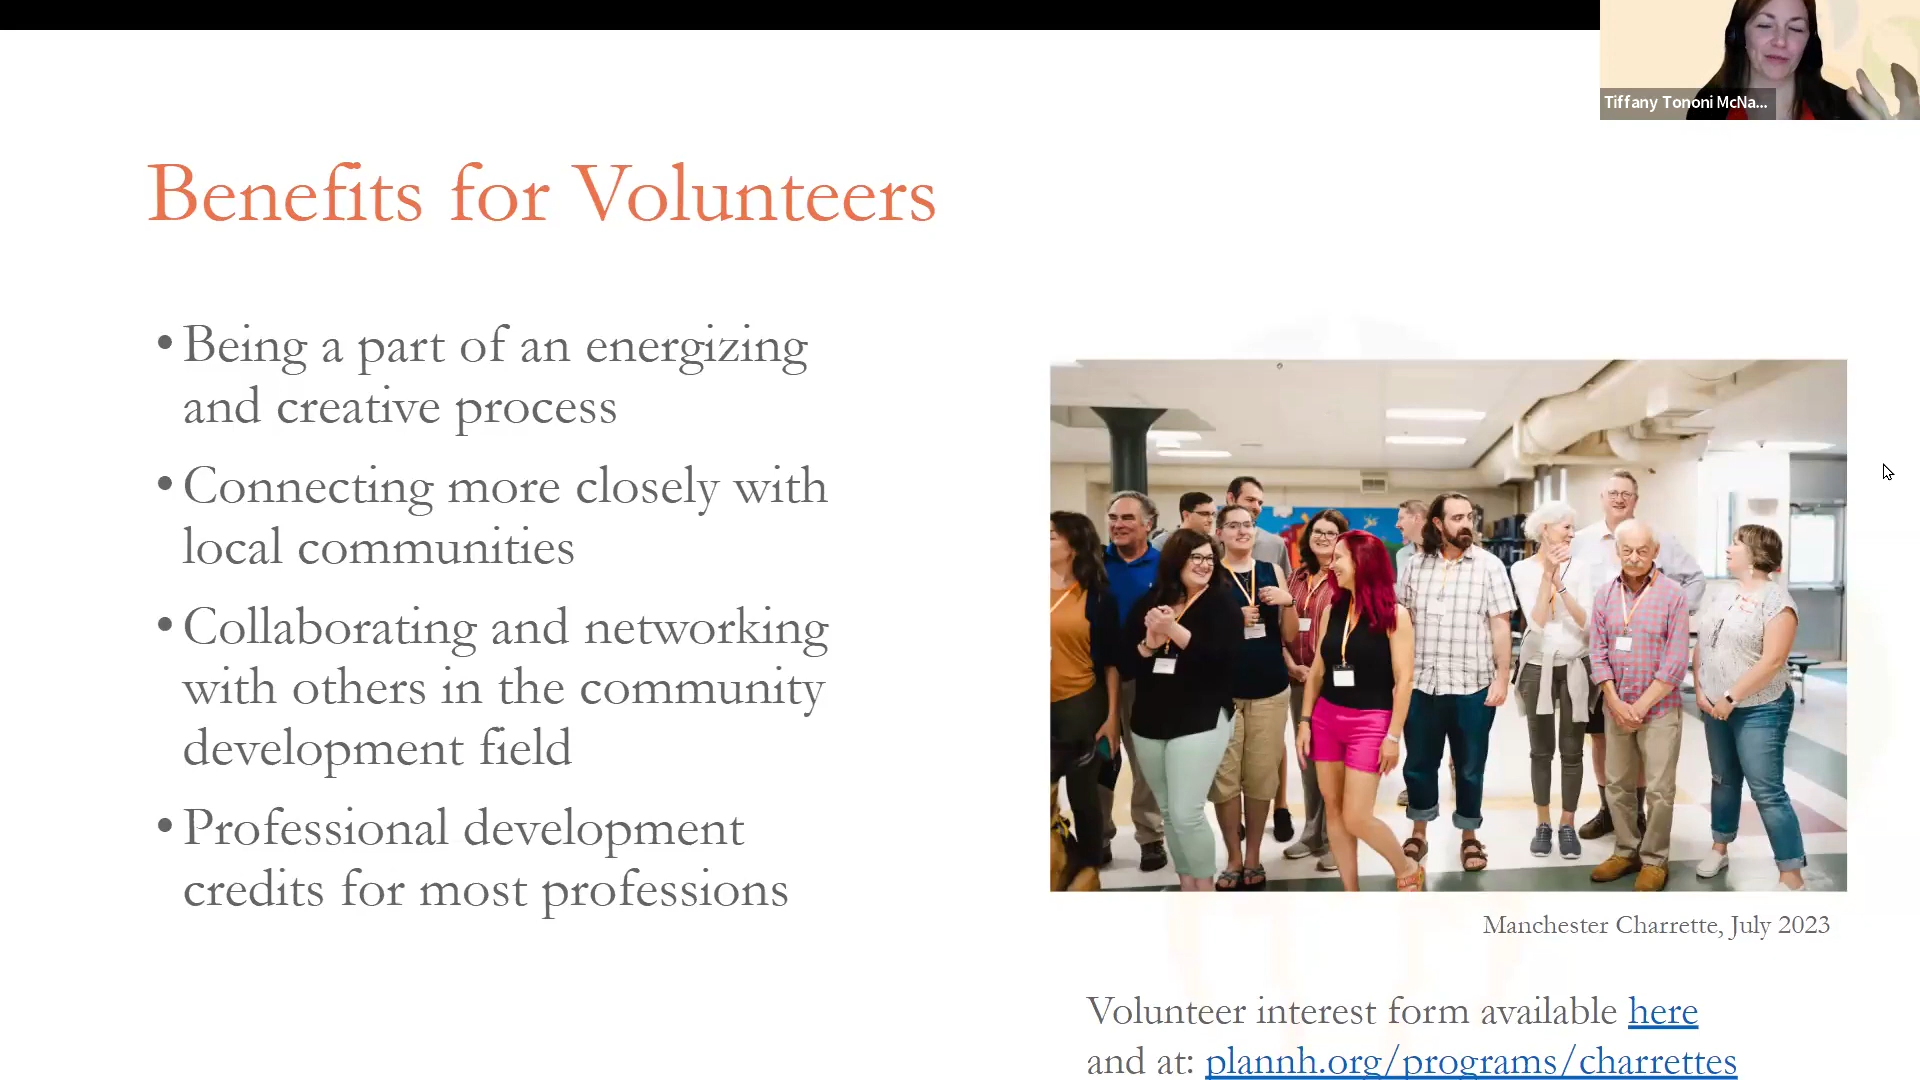 Tiffany Tononi McNa...
Benefits for Volunteers
• Being a part of an energizing
and creative process
• Connecting more closely with
local communities
• Collaborating and networking
with others in the community
development field
• Professional development
credits for most professions
Manchester Charrette, July 2023
Volunteer interest form available here
and at: plannh.org/programs/charrettes